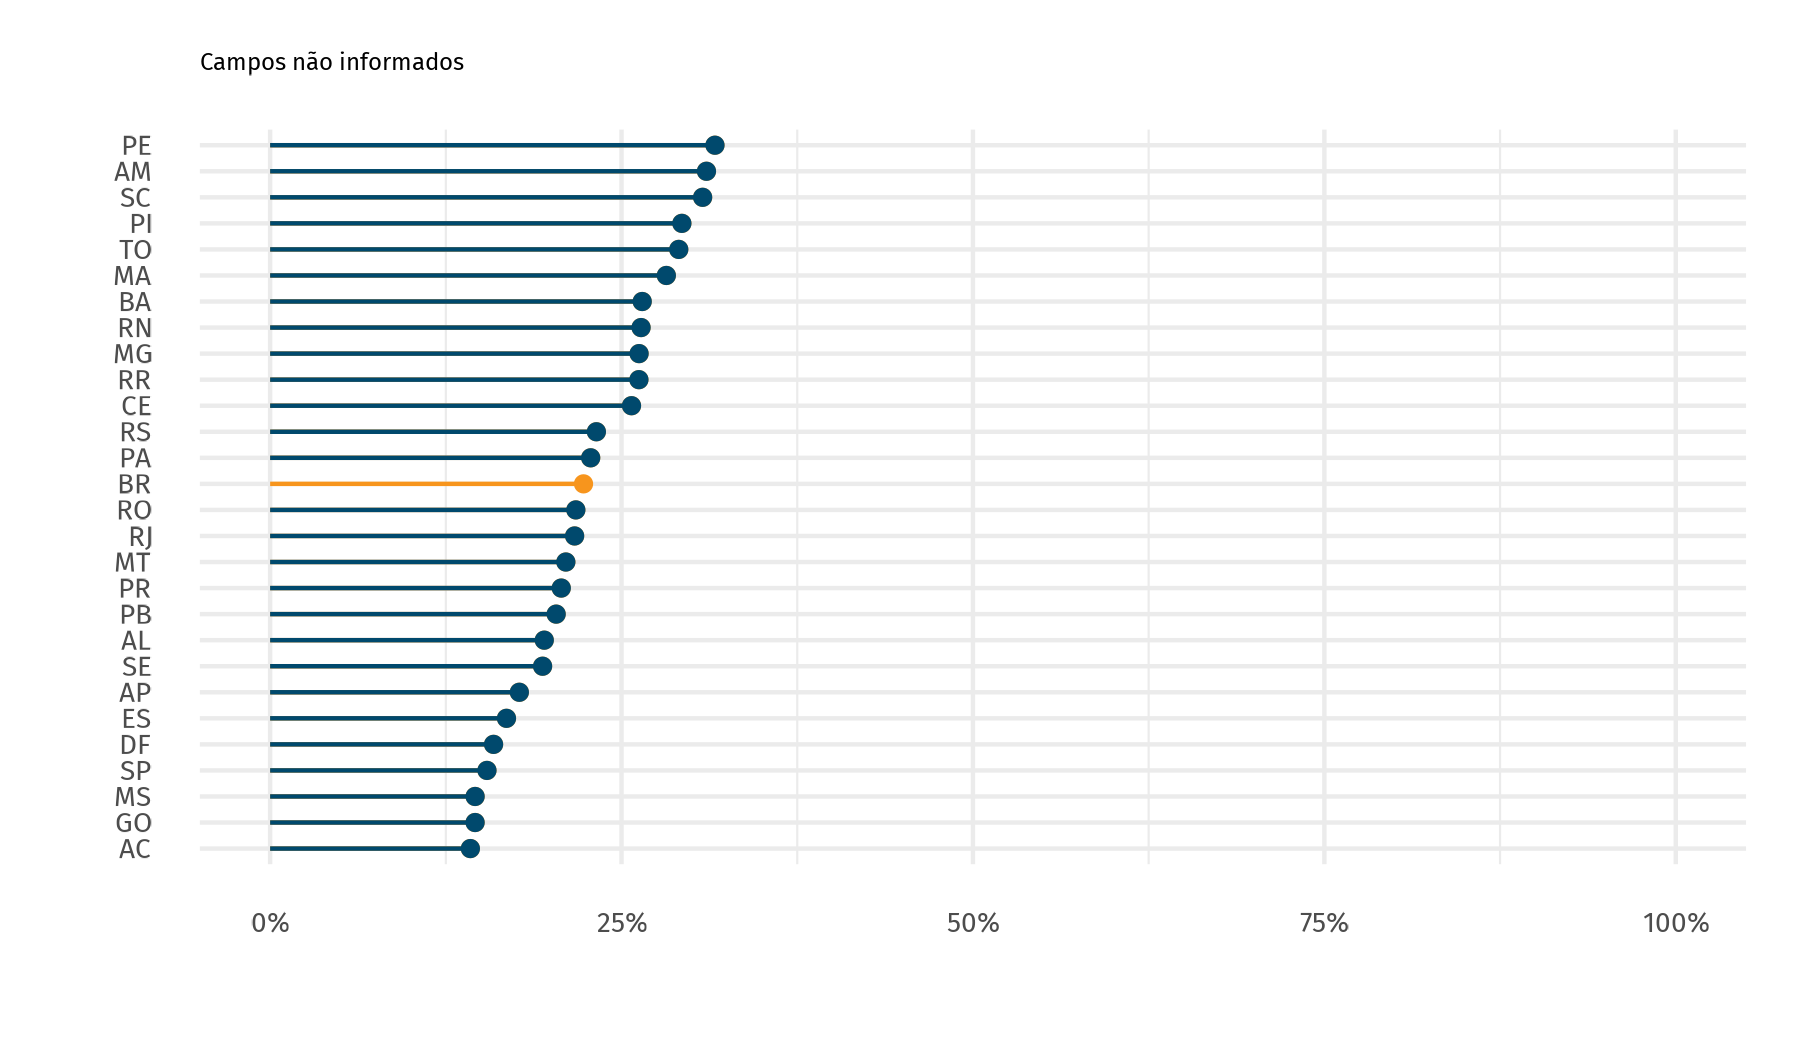 Campos não informados
PE
AM
SC
PI
TO
MA
BA
RN
MG
RR
CE
RS
PA
BR
RO
RJ
MT
PR
PB
AL
SE
AP
ES
DF
SP
MS
GO
AC
0% 25% 50% 75% 100%